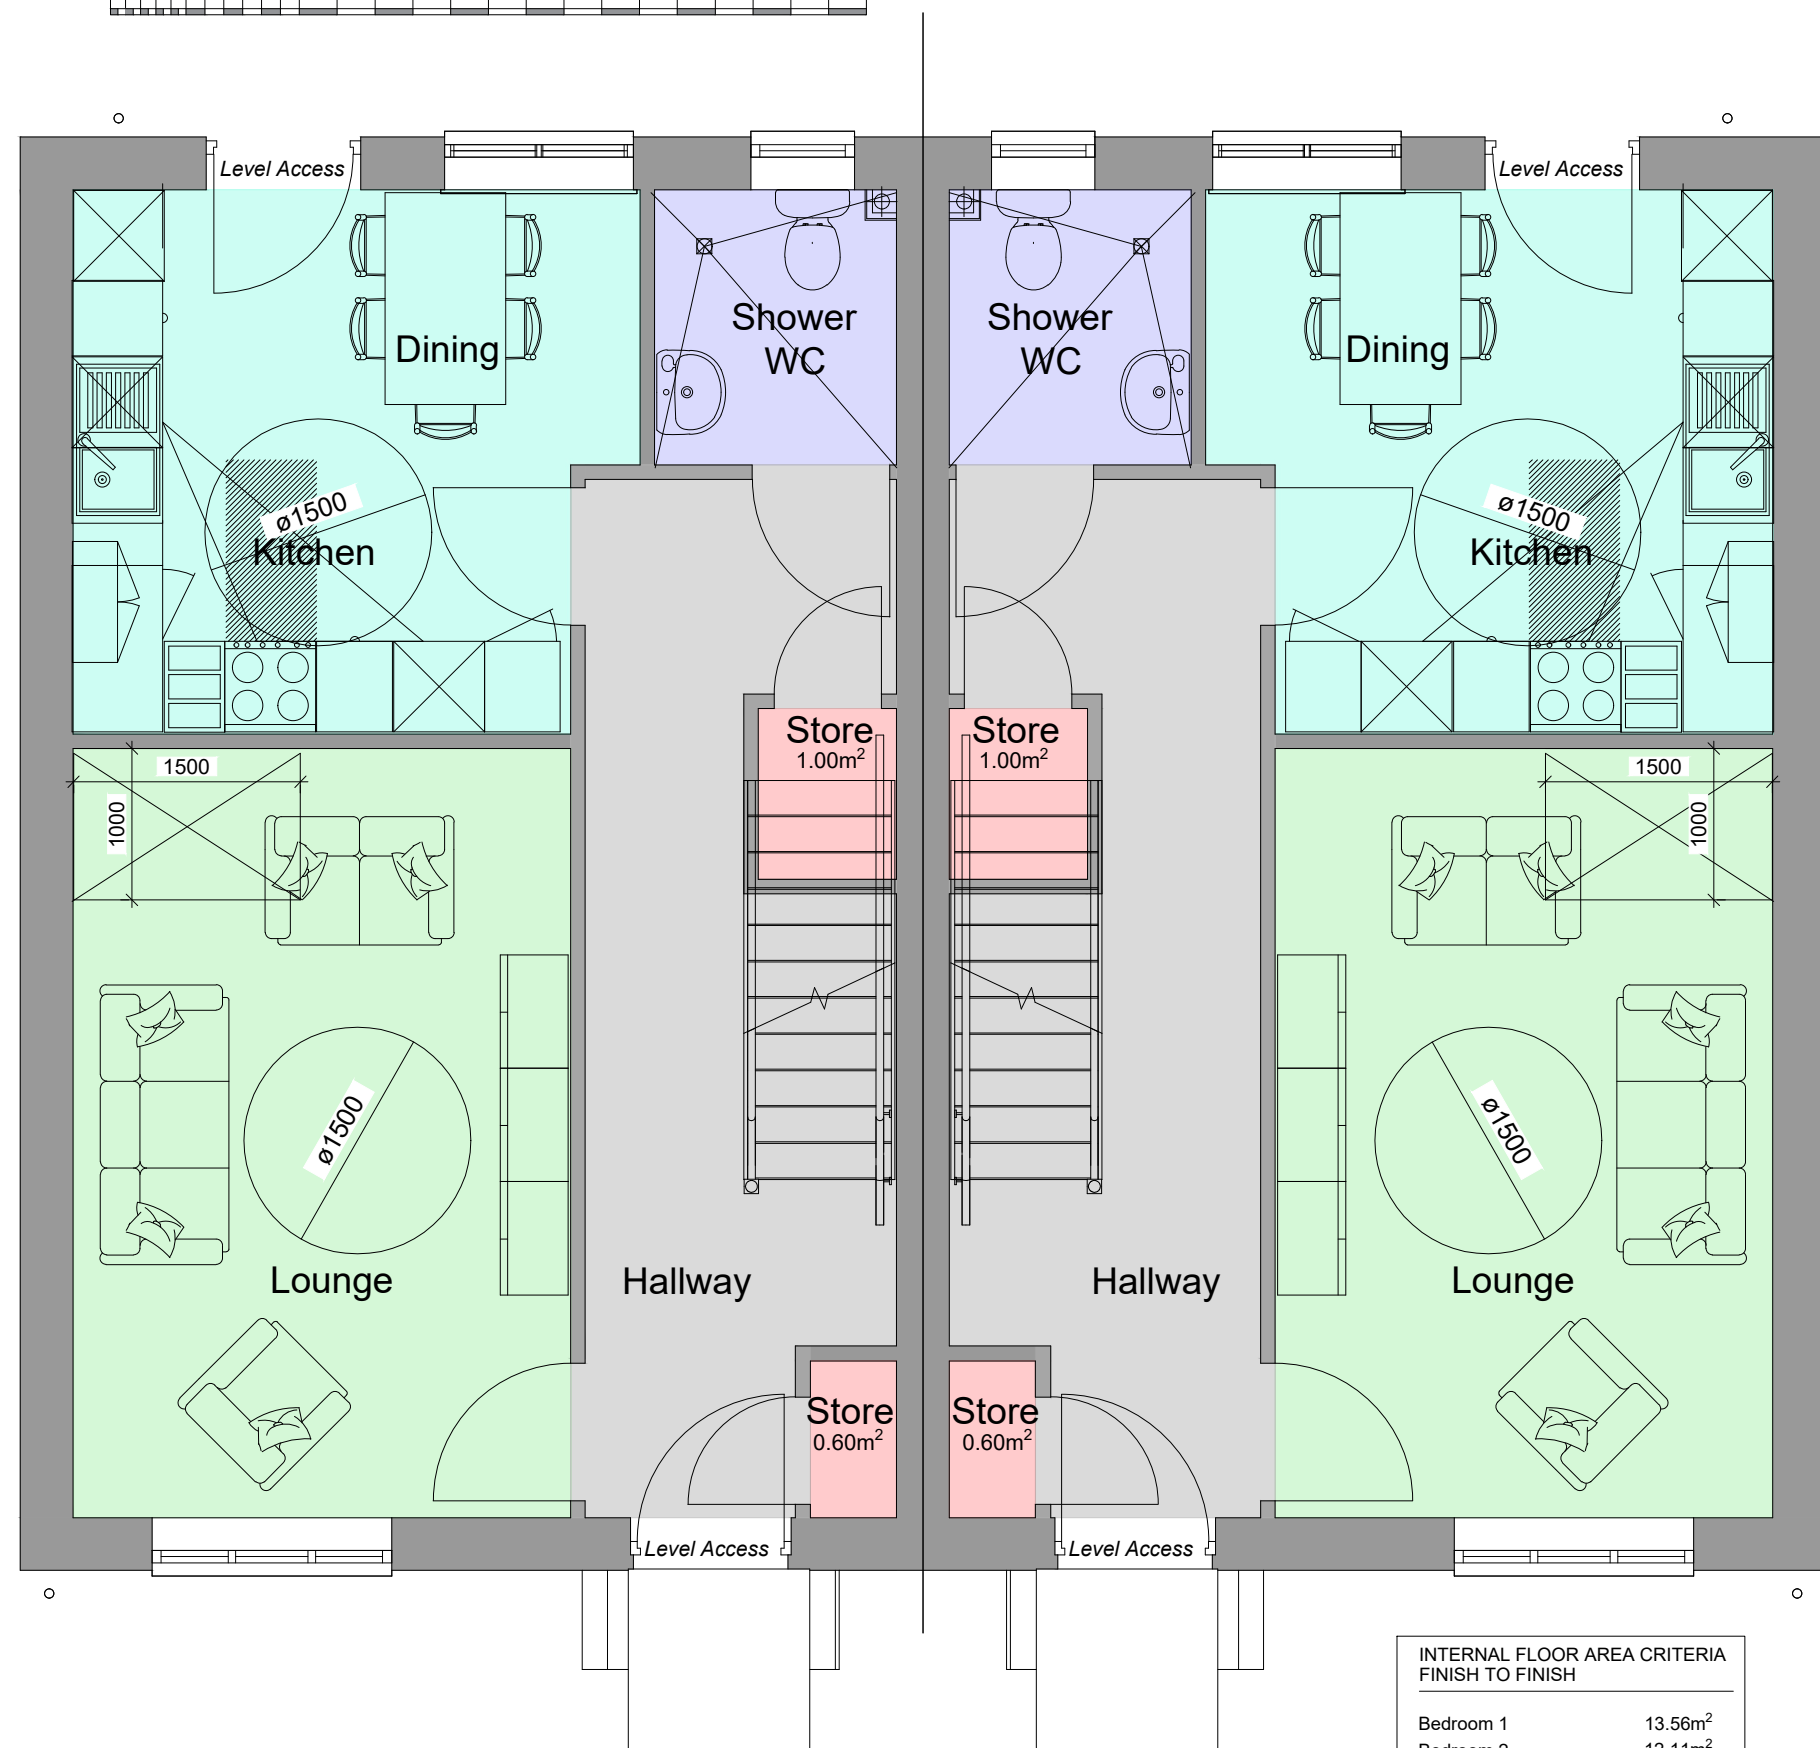 Level Access
Level Access
Shower
WC
Shower
WC
Dining
Dining
ø1500
Kitchen
ø1500
Kitchen
Store
1.00m²
Store
1.00m²
1500
1000
1500
1000
ø1500
ø1500
Lounge
Hallway
Hallway
Lounge
Store
0.60m²
Store
0.60m²
Level Access
Level Access
INTERNAL FLOOR AREA CRITERIA
FINISH TO FINISH
Bedroom 1 13.56m²